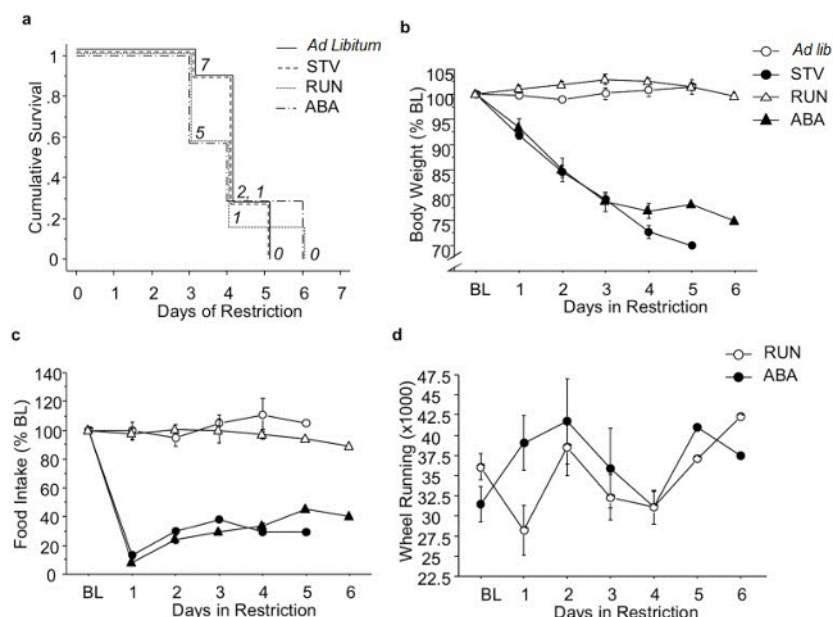 a
Cumulative Survival
1
.8
.6
.4
.2
0
7
5
2, 1
1
0
0
Ad Libitum
STV
RUN
ABA
0 1 2 3 4 5 6 7
Days of Restriction
b
Body Weight (% BL)
105
100
95
90
85
80
75
70
Ad lib
STV
RUN
ABA
BL 1 2 3 4 5 6
Days in Restriction
c
Food Intake (% BL)
140
120
100
80
60
40
20
0
BL 1 2 3 4 5 6
Days in Restriction
d
Wheel Running (x1000)
47.5
42.5
37.5
32.5
30
27.5
22.5
RUN
ABA
BL 1 2 3 4 5 6
Days in Restriction